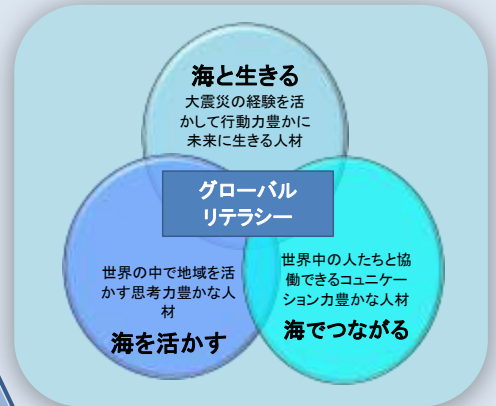 海と生きる
大震災の経験を活
かして行動力豊かに
未来に生きる人材
グローバル
リテラシー
世界の中で地域を活
かす思考力豊かな人
材
海を活かす
世界中の人たちと協
働できるコュニケー
ション力豊かな人材
海でつながる